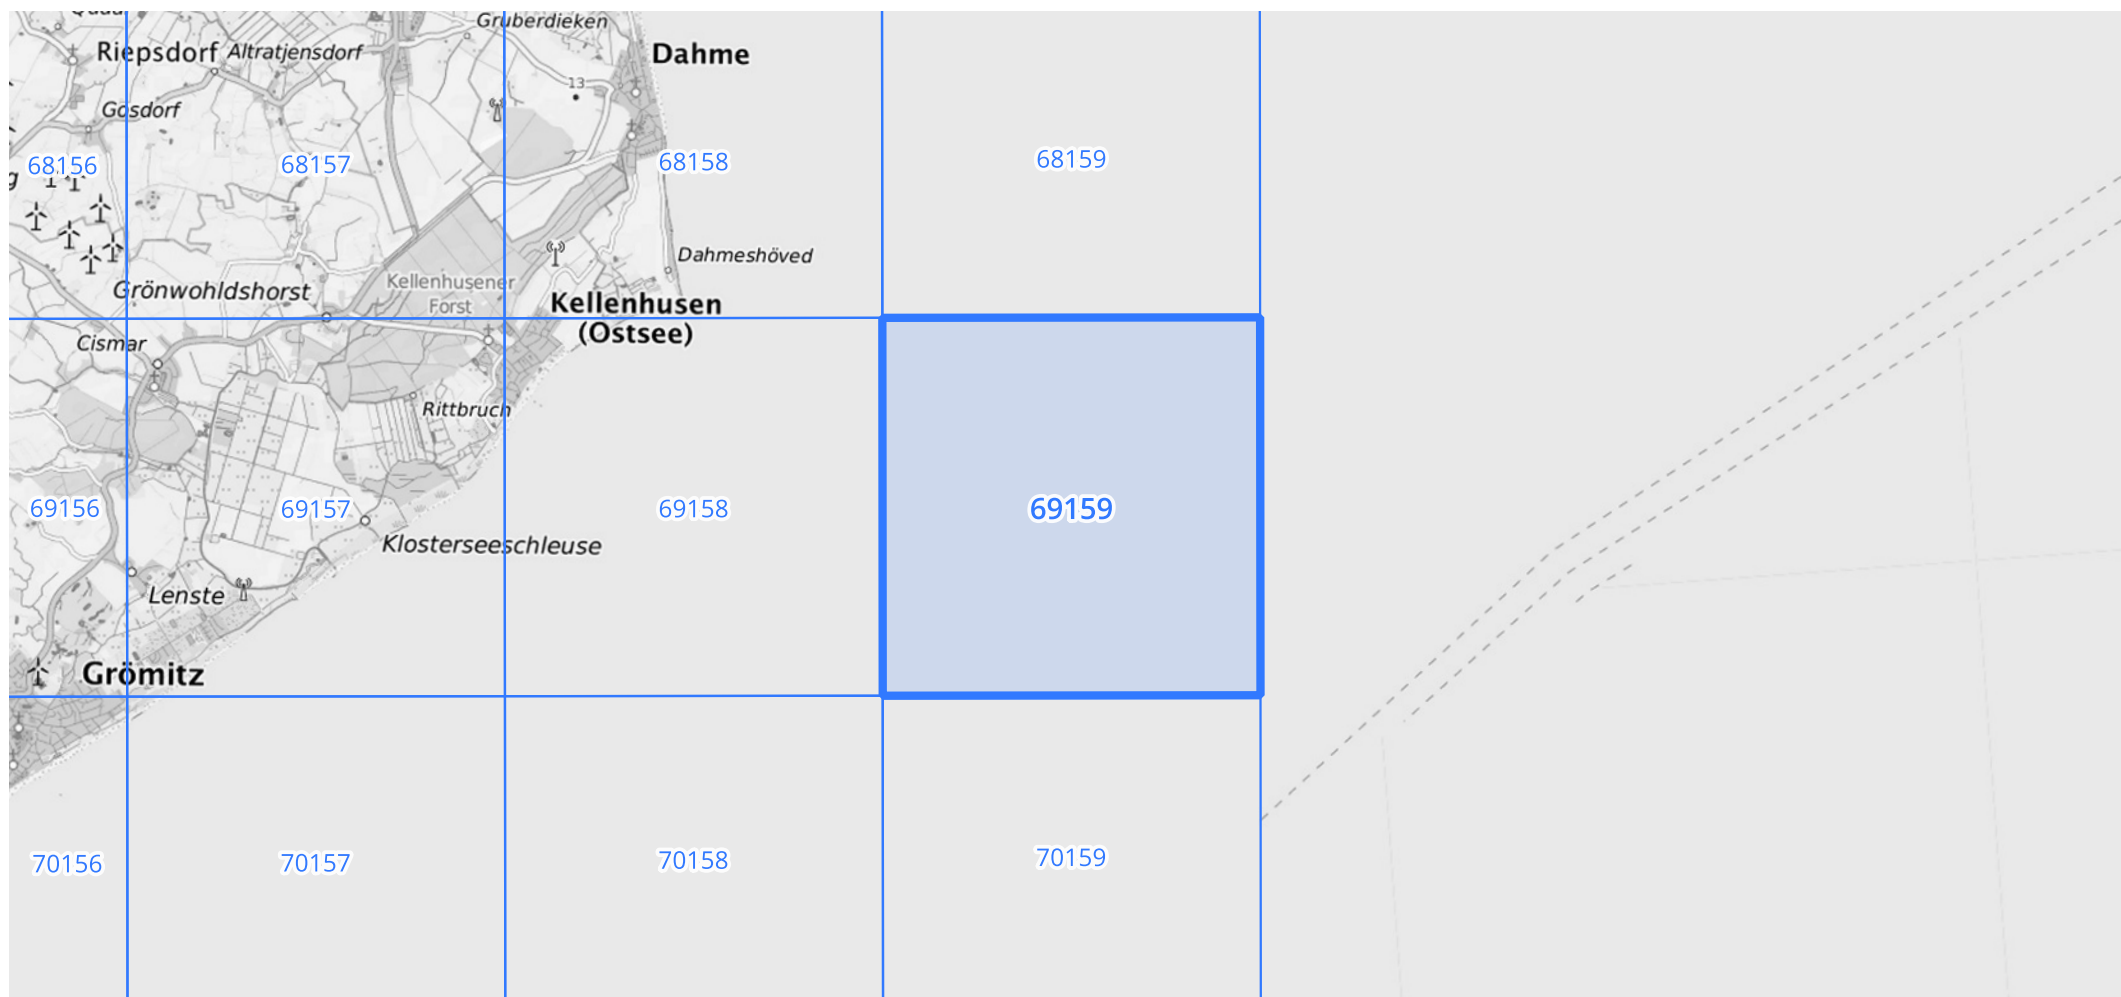 Gruberdieken
Riepsdorf
Altratjensdorf
Dahme
13
Gosdorf
68156
68157
68158
68159
g
Dahmeshöved
Grönwohldshorst
Kellenhusener
Forst
Kellenhusen
(Ostsee)
Cismar
Rittbruch
69156
69157
69158
69159
Klosterseeschleuse
Lenste
Grömitz
70156
70157
70158
70159